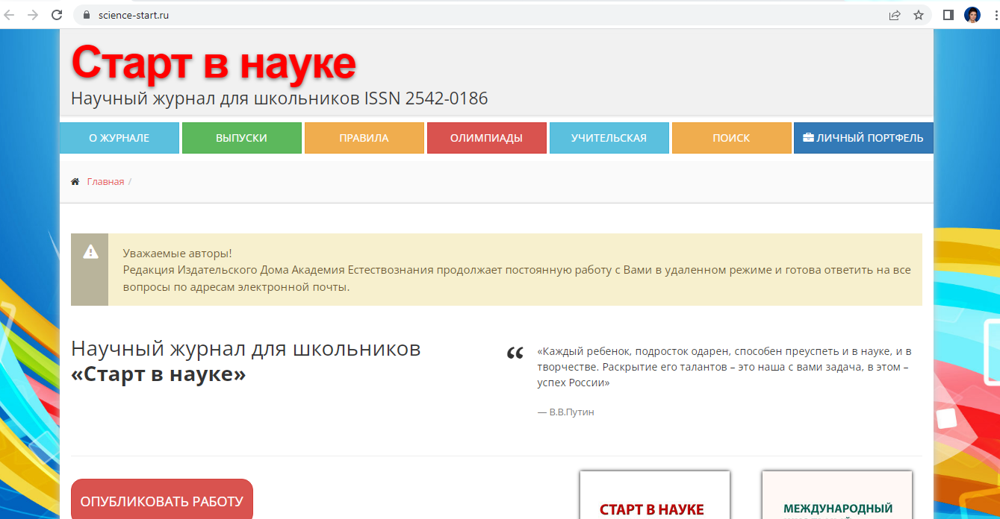 science-start.ru
Старт в науке
Научный журнал для школьников ISSN 2542-0186
О ЖУРНАЛЕ
ВЫПУСКИ
ПРАВИЛА
ОЛИМПИАДЫ
УЧИТЕЛЬСКАЯ
ПОИСК
ЛИЧНЫЙ ПОРТФЕЛЬ
Главная /
Уважаемые авторы!
Редакция Издательского Дома Академия Естествознания продолжает постоянную работу с Вами в удаленном режиме и готова ответить на все
вопросы по адресам электронной почты.
Научный журнал для школьников
«Старт в науке»
«Каждый ребенок, подросток одарен, способен преуспеть и в науке, и в
творчестве. Раскрытие его талантов – это наша с вами задача, в этом –
успех России»
— В.В.Путин
ОПУБЛИКОВАТЬ РАБОТУ
СТАРТ В НАУКЕ
МЕЖДУНАРОДНЫЙ